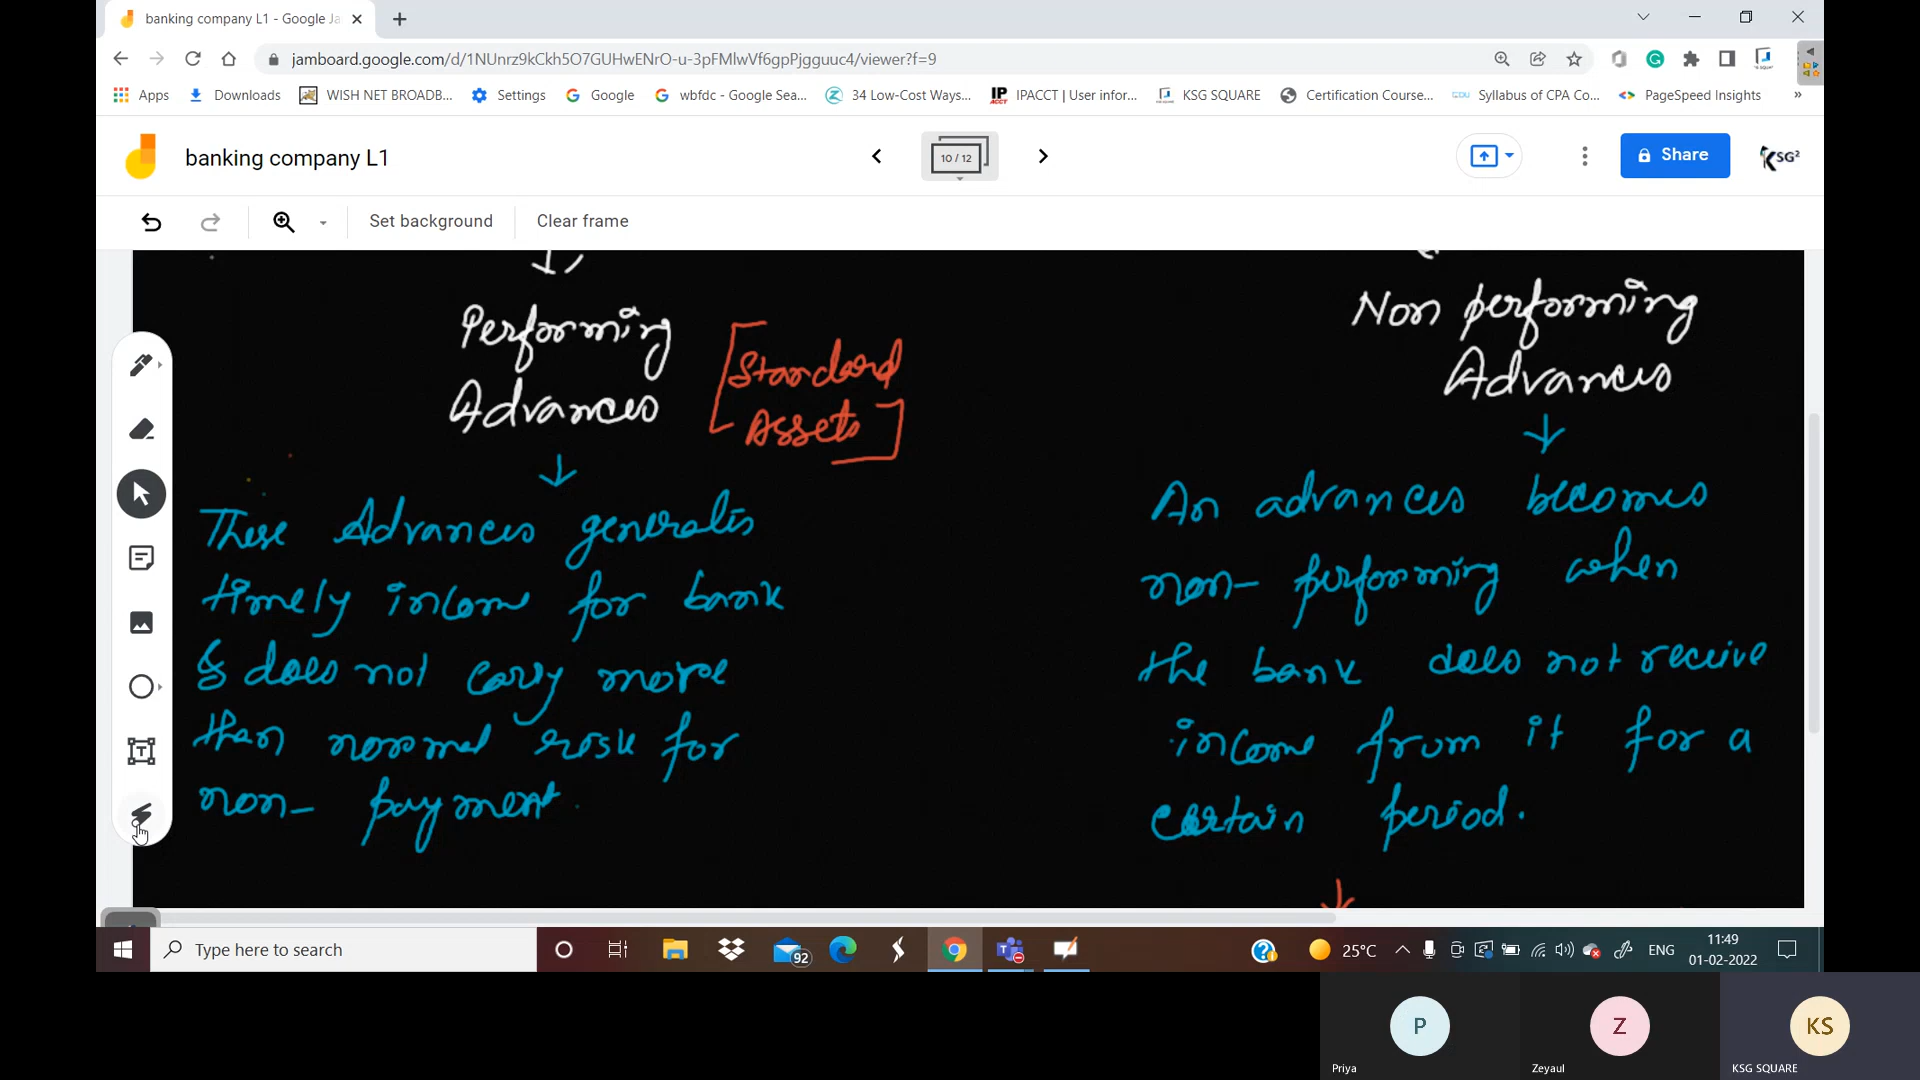 banking company L1 - Google Ja
jamboard.google.com/d/1NUnrz9kCkh5O7GUHwENrO-u-3pFMlwVf6gpPjgguuc4/viewer?f=9
Apps
Downloads
WISH NET BROADB...
Settings
Google
wbfdc - Google Sea...
34 Low-Cost Ways...
IPACCT | User infor...
KSG SQUARE
Certification Course...
Syllabus of CPA Co...
PageSpeed Insights
»
banking company L1
10 / 12
Share
KSG²
Set background
Clear frame
Performing
Advances
[Standard
Assets]
These Advances generates
timely income for bank
& does not carry more
than normal risk for
non- payment
Non performing
Advances
An advances becomes
non- performing when
the bank does not receive
income from it for a
certain period.
Type here to search
92
25°C
ENG
11:49
01-02-2022
P
Priya
Z
Zeyaul
KS
KSG SQUARE